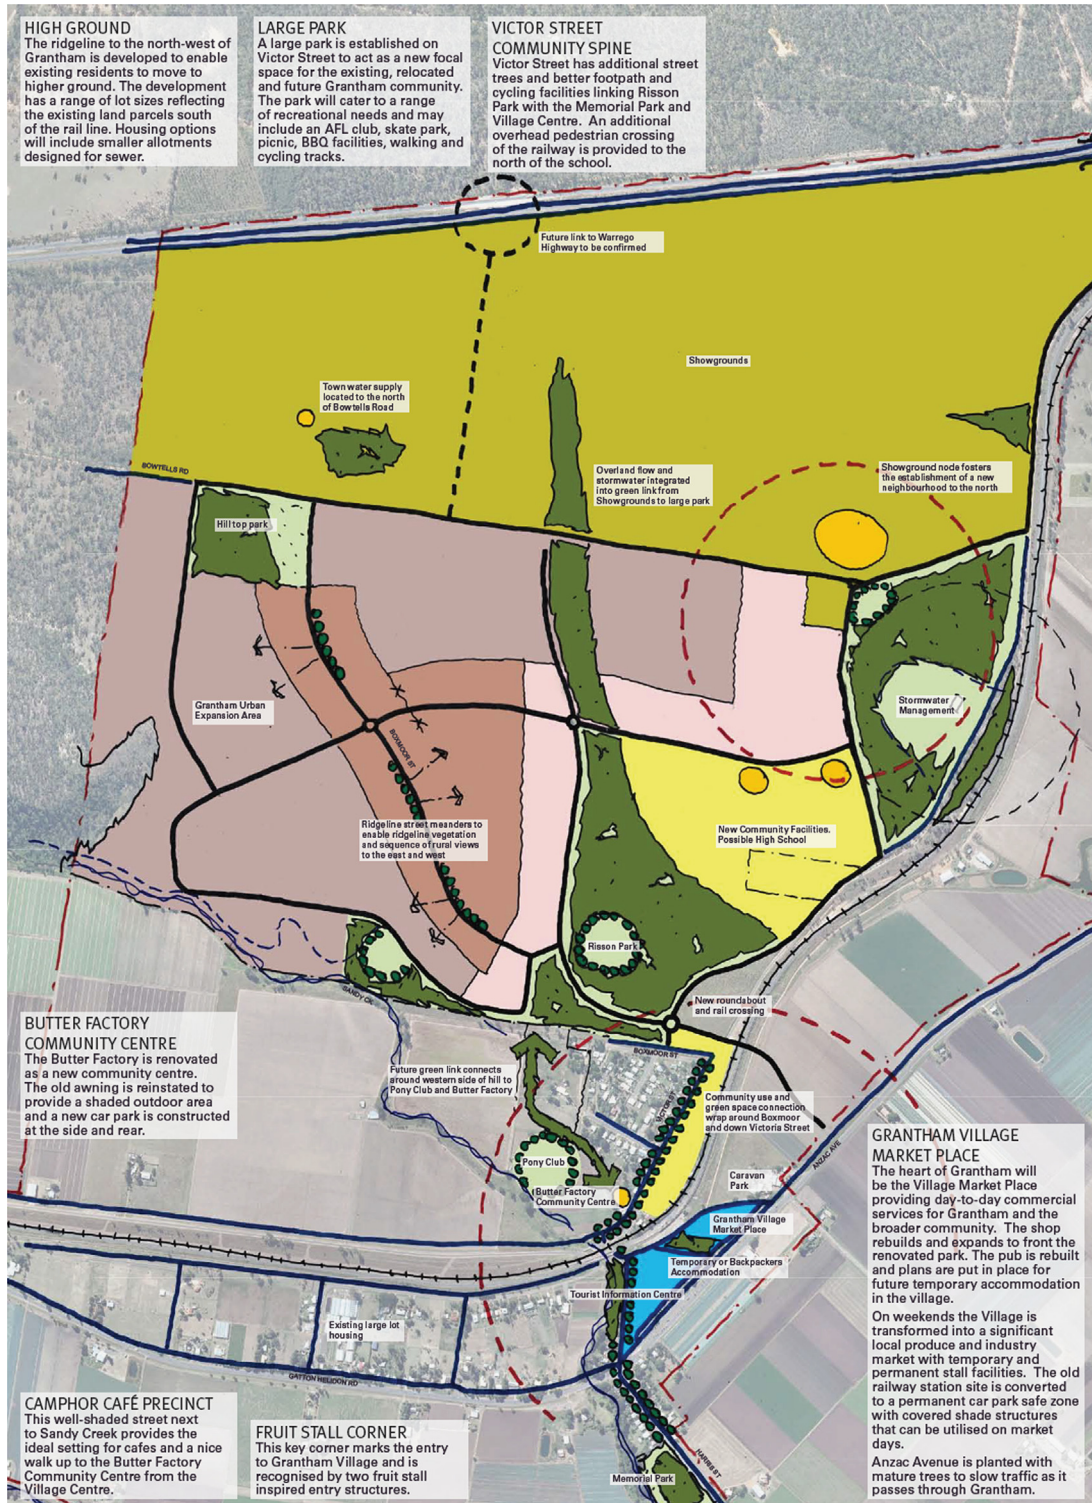 HIGH GROUND
The ridgeline to the north-west of
Grantham is developed to enable
existing residents to move to
higher ground. The development
has a range of lot sizes reflecting
the existing land parcels south
of the rail line. Housing options
will include smaller allotments
designed for sewer.
LARGE PARK
A large park is established on
Victor Street to act as a new focal
space for the existing, relocated
and future Grantham community.
The park will cater to a range
of recreational needs and may
include an AFL club, skate park,
picnic, BBQ facilities, walking and
cycling tracks.
VICTOR STREET
COMMUNITY SPINE
Victor Street has additional street
trees and better footpath and
cycling facilities linking Risson
Park with the Memorial Park and
Village Centre. An additional
overhead pedestrian crossing
of the railway is provided to the
north of the school.
Future link to Warrego
Highway to be confirmed
Showgrounds
Town water supply
located to the north
of Bowtells Road
BOWTELLS RD
Overland flow and
stormwater integrated
into green link from
Showgrounds to large park
Showground node fosters
the establishment of a new
neighbourhood to the north
Hill top park
Grantham Urban
Expansion Area
Stormwater
Management
BOXMOOR ST
Ridgeline street meanders to
enable ridgeline vegetation
and sequence of rural views
to the east and west
New Community Facilities.
Possible High School
Risson Park
SANDY CK
New roundabout
and rail crossing
BOXMOOR ST
BUTTER FACTORY
COMMUNITY CENTRE
The Butter Factory is renovated
as a new community centre.
The old awning is reinstated to
provide a shaded outdoor area
and a new car park is constructed
at the side and rear.
Future green link connects
around western side of hill to
Pony Club and Butter Factory
Community use and
green space connection
wrap around Boxmoor
and down Victoria Street
ANZAC AVE
Pony Club
Caravan
Park
Butter Factory
Community Centre
Grantham Village
Market Place
Temporary or Backpackers
Accommodation
Tourist Information Centre
Existing large lot
housing
GATTON HELIDON RD
GRANTHAM VILLAGE
MARKET PLACE
The heart of Grantham will
be the Village Market Place
providing day-to-day commercial
services for Grantham and the
broader community. The shop
rebuilds and expands to front the
renovated park. The pub is rebuilt
and plans are put in place for
future temporary accommodation
in the village.
On weekends the Village is
transformed into a significant
local produce and industry
market with temporary and
permanent stall facilities. The old
railway station site is converted
to a permanent car park safe zone
with covered shade structures
that can be utilised on market
days.
Anzac Avenue is planted with
mature trees to slow traffic as it
passes through Grantham.
CAMPHOR CAFÉ PRECINCT
This well-shaded street next
to Sandy Creek provides the
ideal setting for cafes and a nice
walk up to the Butter Factory
Community Centre from the
Village Centre.
FRUIT STALL CORNER
This key corner marks the entry
to Grantham Village and is
recognised by two fruit stall
inspired entry structures.
HARRIS ST
Memorial Park